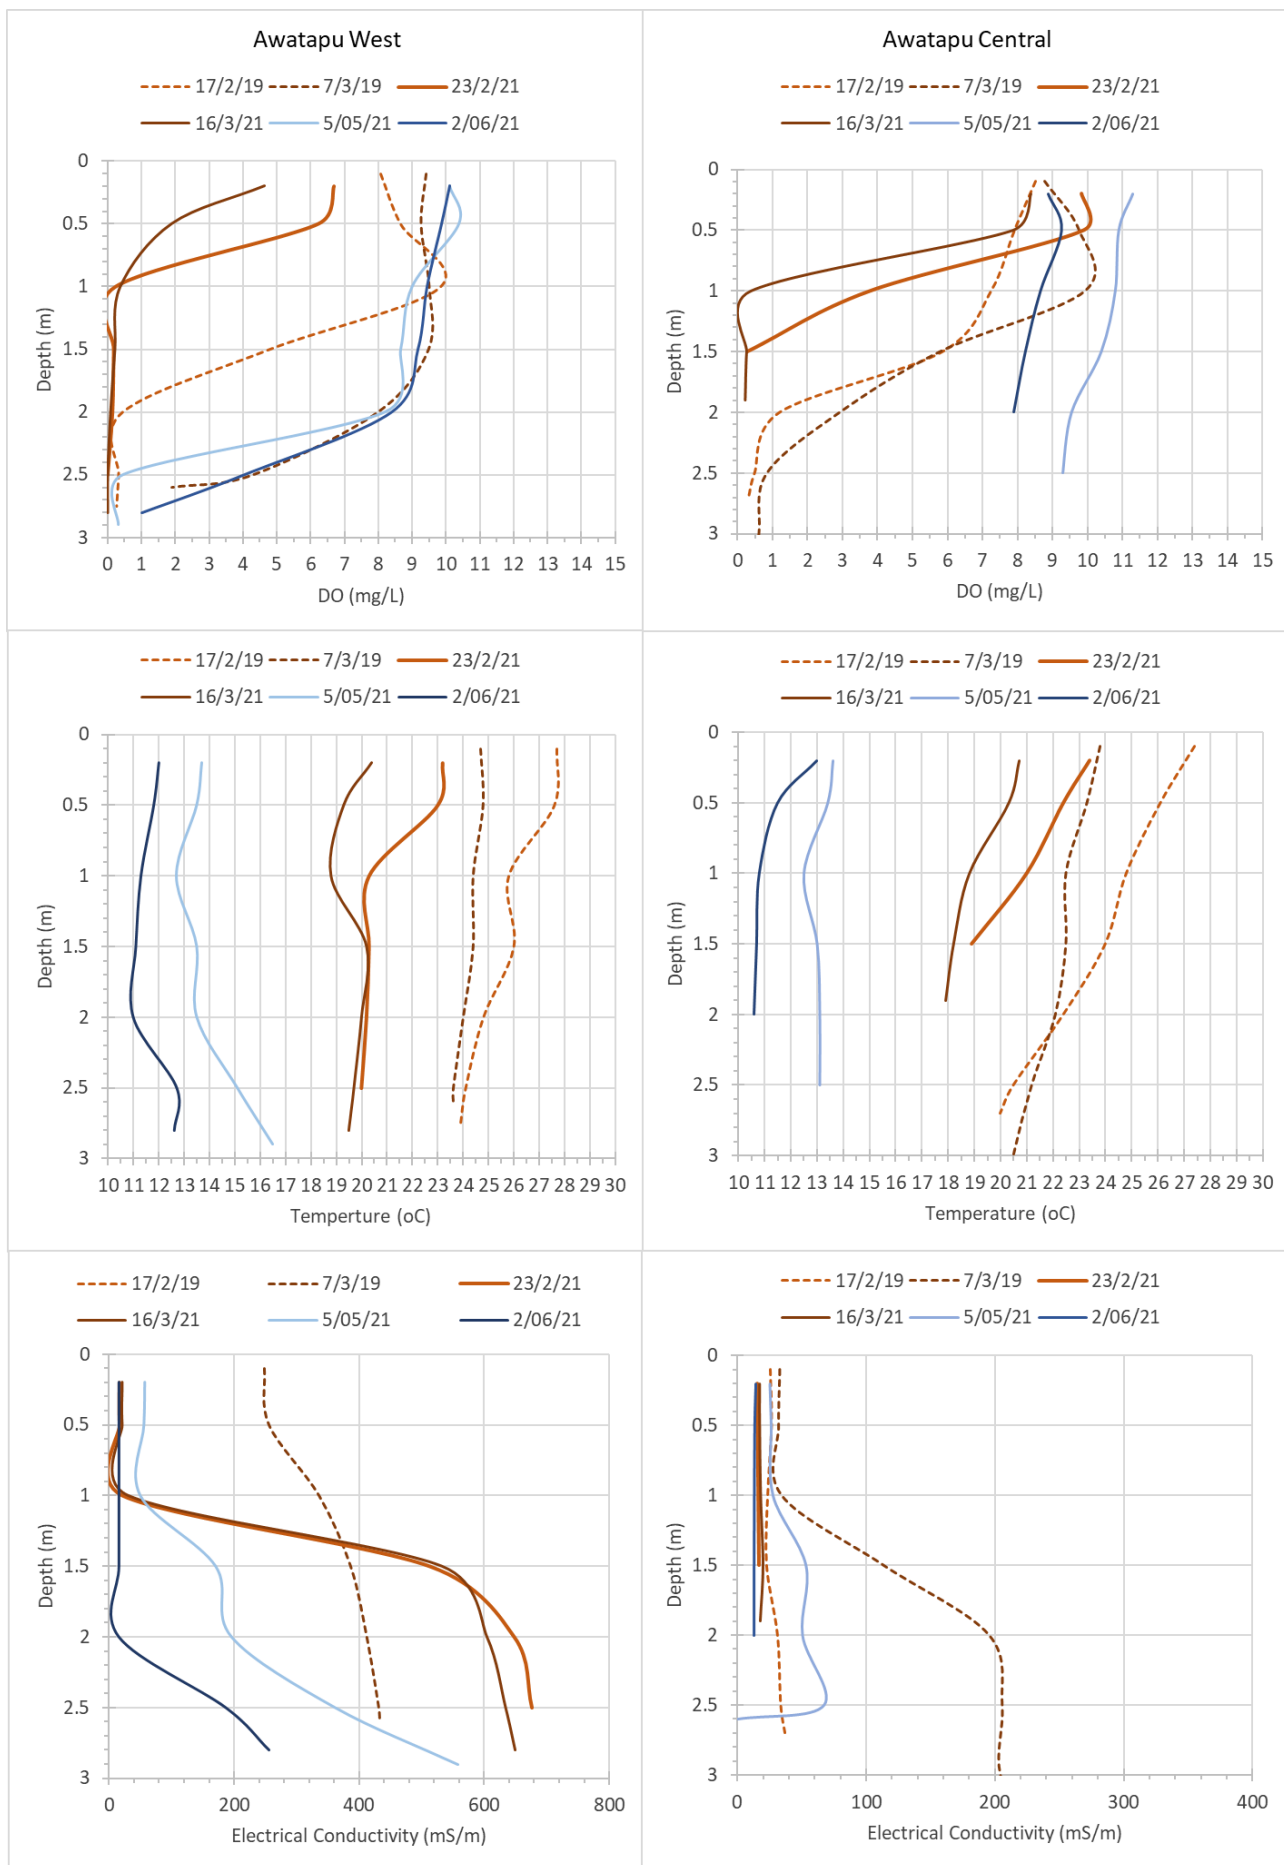 Awatapu West
17/2/19 7/3/19 23/2/21
16/3/21 5/05/21 2/06/21
0
0.5
1
1.5
2
2.5
3
Depth (m)
0 1 2 3 4 5 6 7 8 9 10 11 12 13 14 15
DO (mg/L)
Awatapu Central
17/2/19 7/3/19 23/2/21
16/3/21 5/05/21 2/06/21
0
0.5
1
1.5
2
2.5
3
Depth (m)
0 1 2 3 4 5 6 7 8 9 10 11 12 13 14 15
DO (mg/L)
17/2/19 7/3/19 23/2/21
16/3/21 5/05/21 2/06/21
0
0.5
1
1.5
2
2.5
3
Depth (m)
10 11 12 13 14 15 16 17 18 19 20 21 22 23 24 25 26 27 28 29 30
Temperture (oC)
17/2/19 7/3/19 23/2/21
16/3/21 5/05/21 2/06/21
0
0.5
1
1.5
2
2.5
3
Depth (m)
10 11 12 13 14 15 16 17 18 19 20 21 22 23 24 25 26 27 28 29 30
Temperature (oC)
17/2/19 7/3/19 23/2/21
16/3/21 5/05/21 2/06/21
0
0.5
1
1.5
2
2.5
3
Depth (m)
0 200 400 600 800
Electrical Conductivity (mS/m)
17/2/19 7/3/19 23/2/21
16/3/21 5/05/21 2/06/21
0
0.5
1
1.5
2
2.5
3
Depth (m)
0 100 200 300 400
Electrical Conductivity (mS/m)